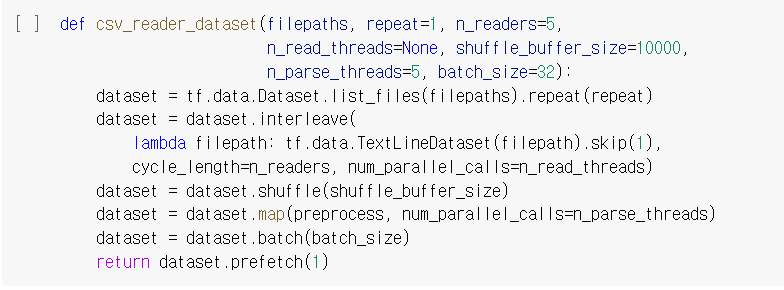 [ ] def csv_reader_dataset(filepaths, repeat=1, n_readers=5,
n_read_threads=None, shuffle_buffer_size=10000,
n_parse_threads=5, batch_size=32):
dataset = tf.data.Dataset.list_files(filepaths).repeat(repeat)
dataset = dataset.interleave(
lambda filepath: tf.data.TextLineDataset(filepath).skip(1),
cycle_length=n_readers, num_parallel_calls=n_read_threads)
dataset = dataset.shuffle(shuffle_buffer_size)
dataset = dataset.map(preprocess, num_parallel_calls=n_parse_threads)
dataset = dataset.batch(batch_size)
return dataset.prefetch(1)